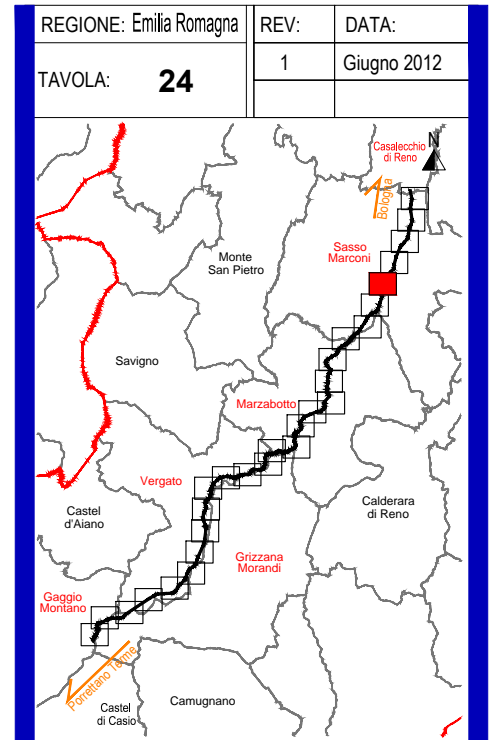 REGIONE: Emilia Romagna
REV:
DATA:
TAVOLA: 24
1
Giugno 2012
N
Casalecchio
di Reno
Bologna
Sasso
Marconi
Monte
San Pietro
Savigno
Marzabotto
Vergato
Castel
d'Aiano
Calderara
di Reno
Grizzana
Morandi
Gaggio
Montano
Porrettano Terme
Castel
di Casio
Camugnano